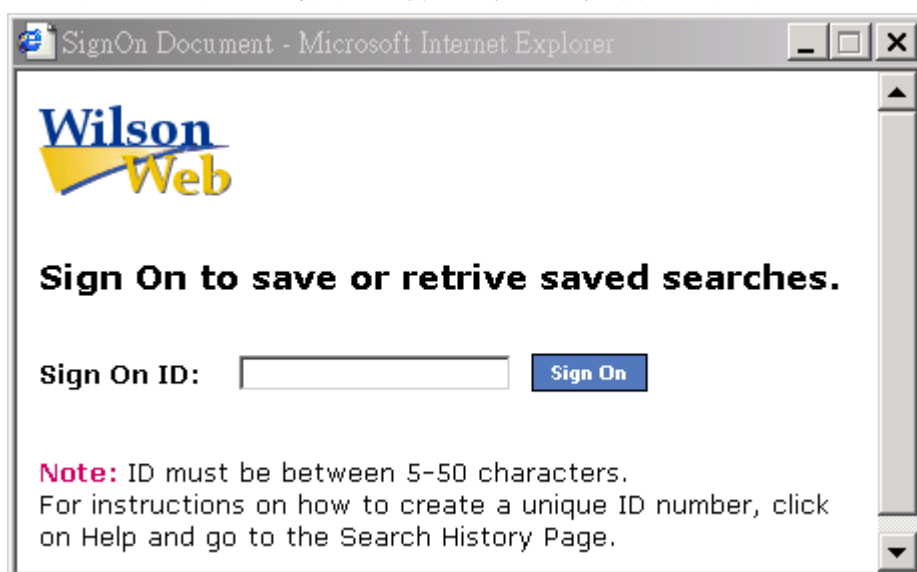 SignOn Document - Microsoft Internet Explorer
Wilson
Web
Sign On to save or retrive saved searches.
Sign On ID:
Sign On
Note: ID must be between 5-50 characters.
For instructions on how to create a unique ID number, click
on Help and go to the Search History Page.